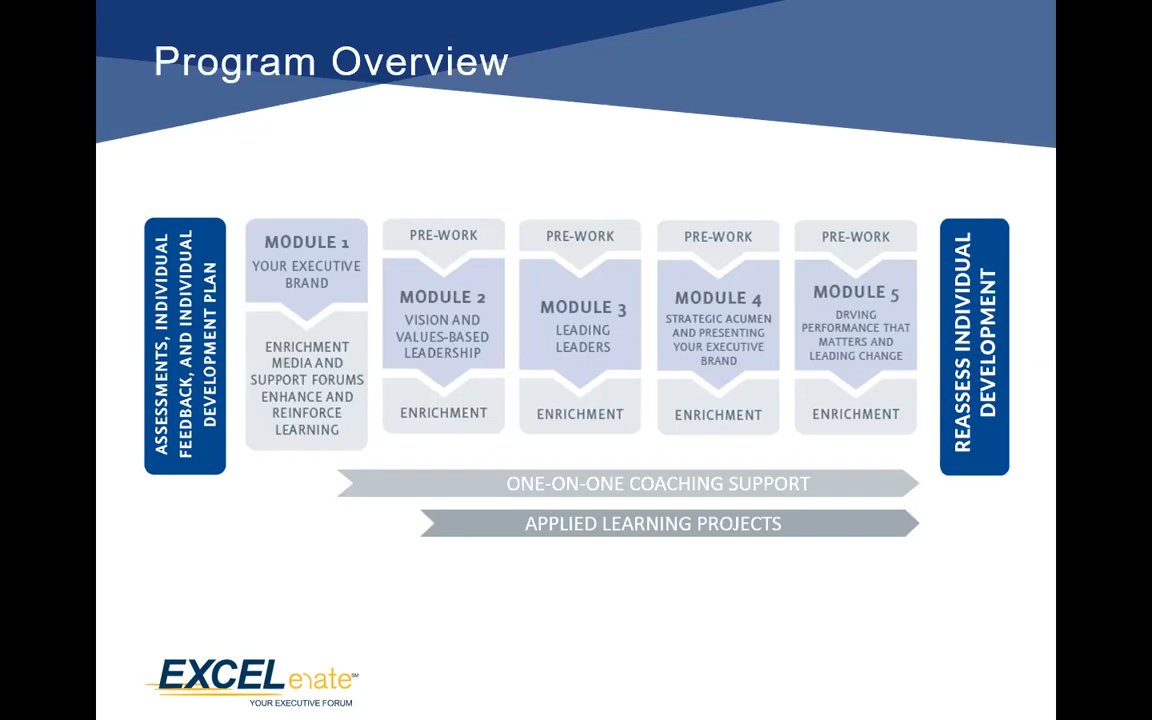 Program Overview
ASSESSMENTS, INDIVIDUAL
FEEDBACK, AND INDIVIDUAL
DEVELOPMENT PLAN
MODULE 1
YOUR EXECUTIVE
BRAND
ENRICHMENT
MEDIA AND
SUPPORT FORUMS
ENHANCE AND
REINFORCE
LEARNING
PRE-WORK
MODULE 2
VISION AND
VALUES-BASED
LEADERSHIP
ENRICHMENT
PRE-WORK
MODULE 3
LEADING
LEADERS
ENRICHMENT
PRE-WORK
MODULE 4
STRATEGIC ACUMEN
AND PRESENTING
YOUR EXECUTIVE
BRAND
ENRICHMENT
PRE-WORK
MODULE 5
DRVING
PERFORMANCE THAT
MATTERS AND
LEADING CHANGE
ENRICHMENT
REASSESS INDIVIDUAL
DEVELOPMENT
ONE-ON-ONE COACHING SUPPORT
APPLIED LEARNING PROJECTS
EXCELerate℠
YOUR EXECUTIVE FORUM